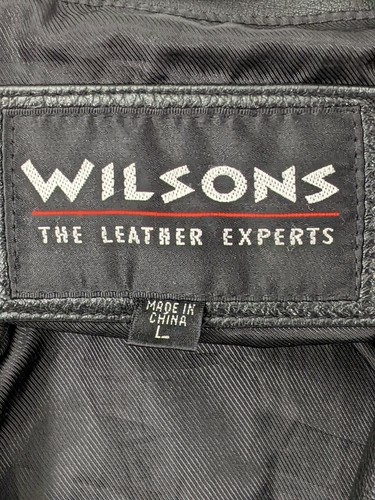 WILSONS
THE LEATHER EXPERTS
MADE IN
CHINA
L